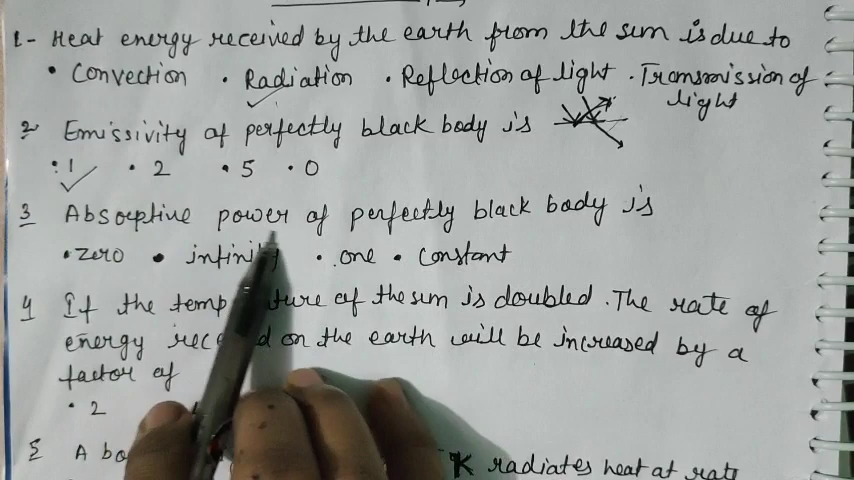 1- Heat energy received by the earth from the sun is due to
• Convection • Radiation • Reflection of light • Transmission of light
2 Emissivity of perfectly black body is
• 1 • 2 • 5 • 0
3 Absorptive power of perfectly black body is
• zero • infinity • one • Constant
4 If the temp ture of the sun is doubled. The rate of
energy rece d on the earth will be increased by a
factor of
• 2
5 A bo K radiates heat at rate